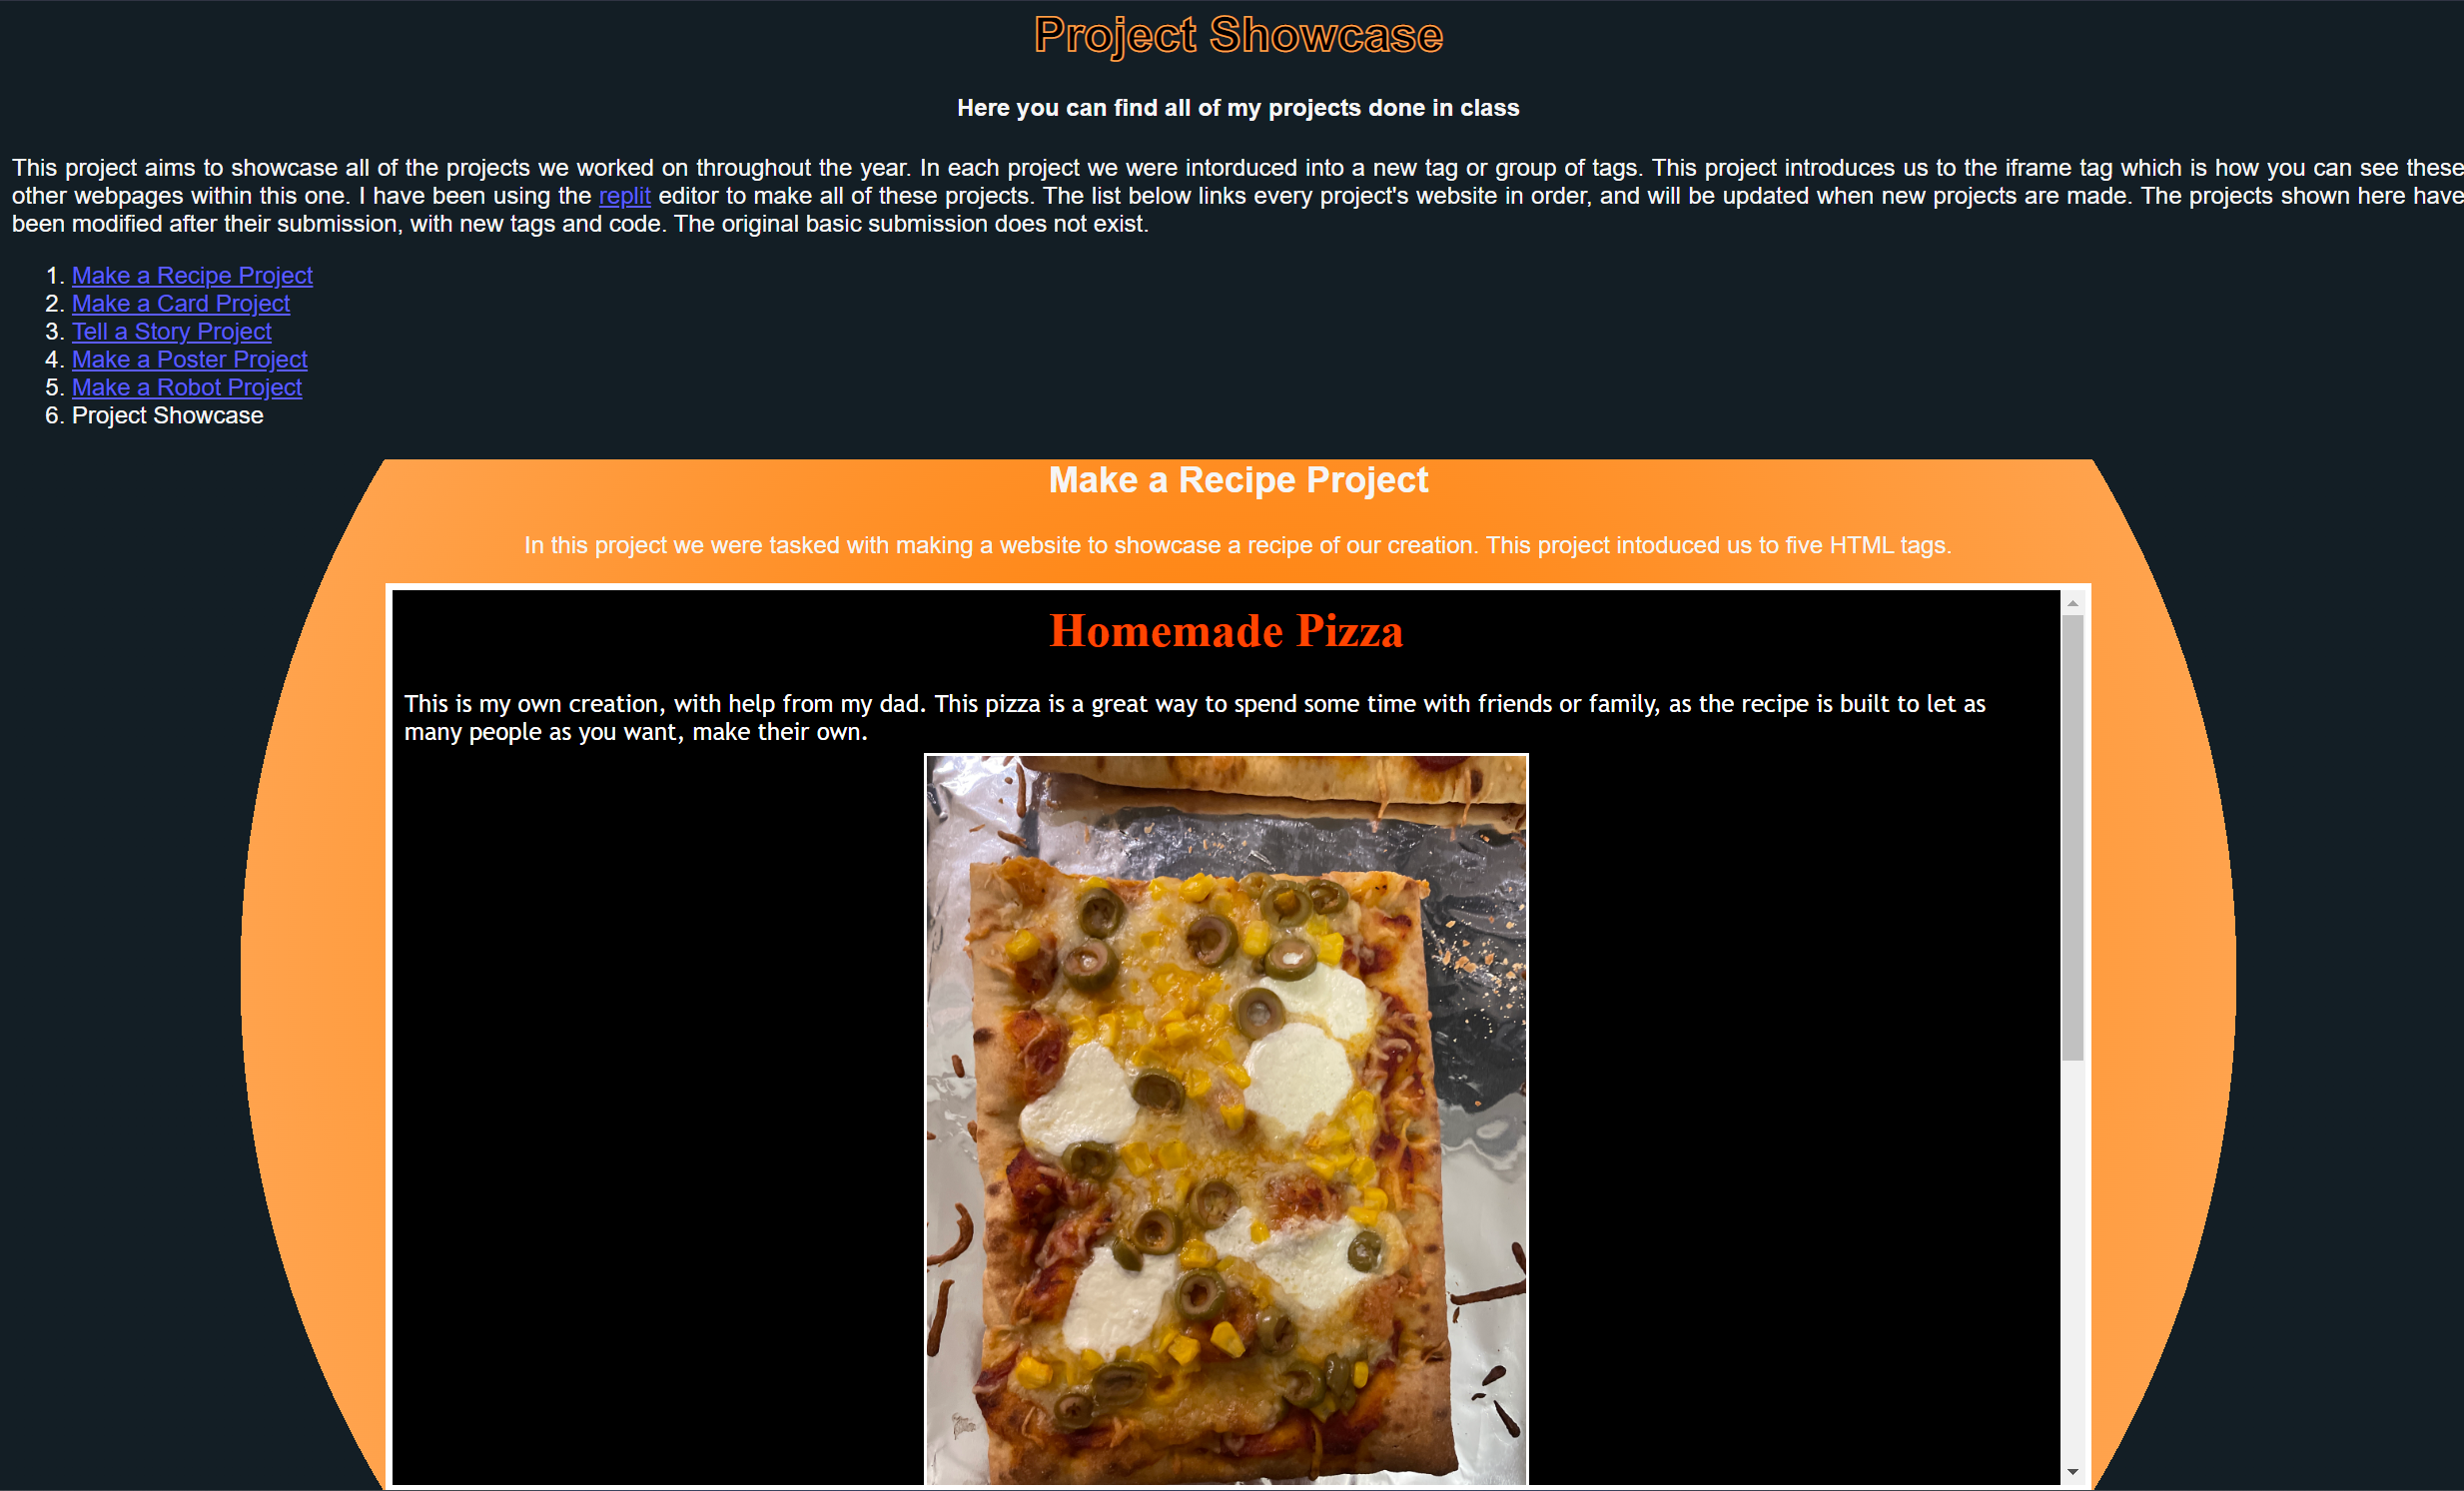 Project Showcase
Here you can find all of my projects done in class
This project aims to showcase all of the projects we worked on throughout the year. In each project we were intorduced into a new tag or group of tags. This project introduces us to the iframe tag which is how you can see these
other webpages within this one. I have been using the replit editor to make all of these projects. The list below links every project's website in order, and will be updated when new projects are made. The projects shown here have
been modified after their submission, with new tags and code. The original basic submission does not exist.
1. Make a Recipe Project
2. Make a Card Project
3. Tell a Story Project
4. Make a Poster Project
5. Make a Robot Project
6. Project Showcase
Make a Recipe Project
In this project we were tasked with making a website to showcase a recipe of our creation. This project intoduced us to five HTML tags.
Homemade Pizza
This is my own creation, with help from my dad. This pizza is a great way to spend some time with friends or family, as the recipe is built to let as
many people as you want, make their own.